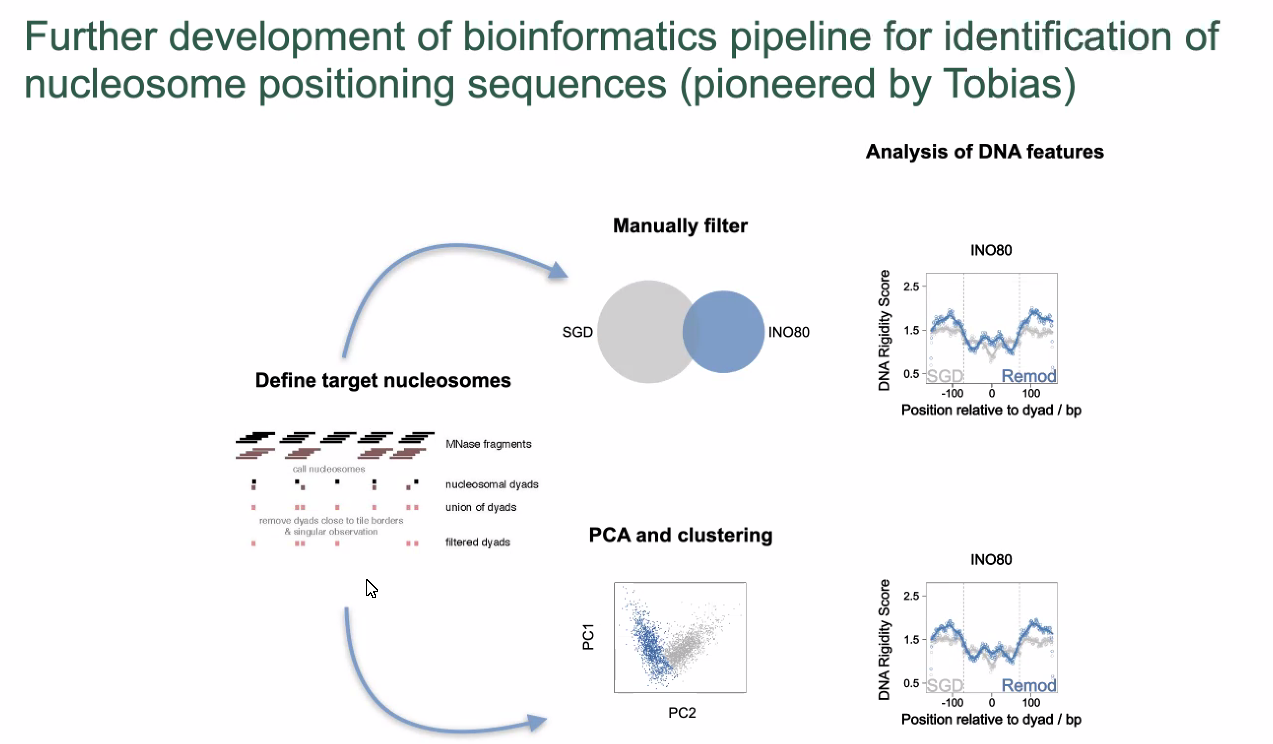 Further development of bioinformatics pipeline for identification of
nucleosome positioning sequences (pioneered by Tobias)
Analysis of DNA features
Manually filter
SGD
INO80
INO80
DNA Rigidity Score
2.5
1.5
0.5
SGD
Remod
-100
0
100
Position relative to dyad / bp
Define target nucleosomes
MNase fragments
call nucleosomes
nucleosomal dyads
union of dyads
remove dyads close to tile borders
& singular observation
filtered dyads
PCA and clustering
PC1
PC2
INO80
DNA Rigidity Score
2.5
1.5
0.5
SGD
Remod
-100
0
100
Position relative to dyad / bp